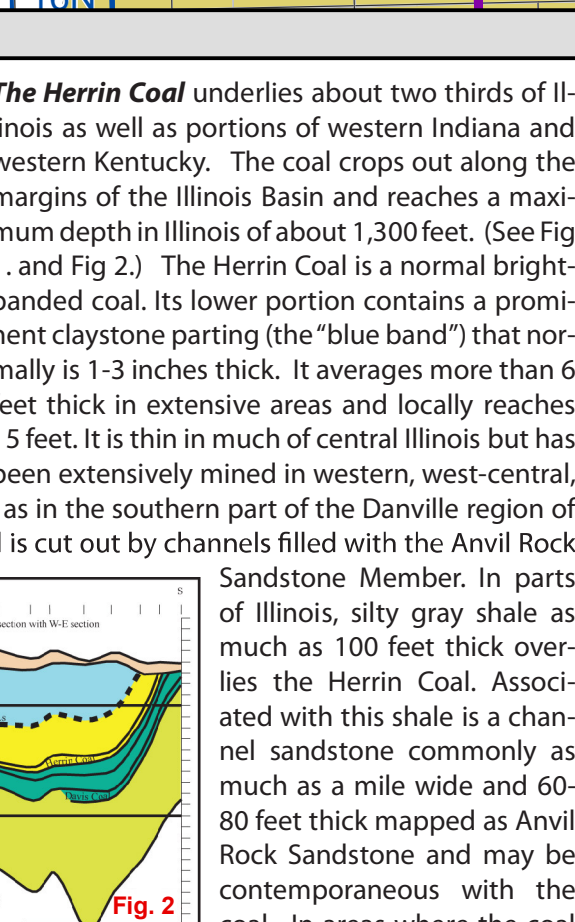 The Herrin Coal underlies about two thirds of Il-
inois as well as portions of western Indiana and
western Kentucky. The coal crops out along the
margins of the Illinois Basin and reaches a maxi-
mum depth in Illinois of about 1,300 feet. (See Fig
. and Fig 2.) The Herrin Coal is a normal bright-
banded coal. Its lower portion contains a promi-
nent claystone parting (the “blue band”) that nor-
mally is 1-3 inches thick. It averages more than 6
feet thick in extensive areas and locally reaches
5 feet. It is thin in much of central Illinois but has
been extensively mined in western, west-central,
as in the southern part of the Danville region of
is cut out by channels filled with the Anvil Rock
Sandstone Member. In parts
of Illinois, silty gray shale as
much as 100 feet thick over-
lies the Herrin Coal. Associ-
ated with this shale is a chan-
nel sandstone commonly as
much as a mile wide and 60-
80 feet thick mapped as Anvil
Rock Sandstone and may be
contemporaneous with the
coal. In areas where the coal
S
section with W-E section
Herrin Coal
Davis Coal
Fig. 2